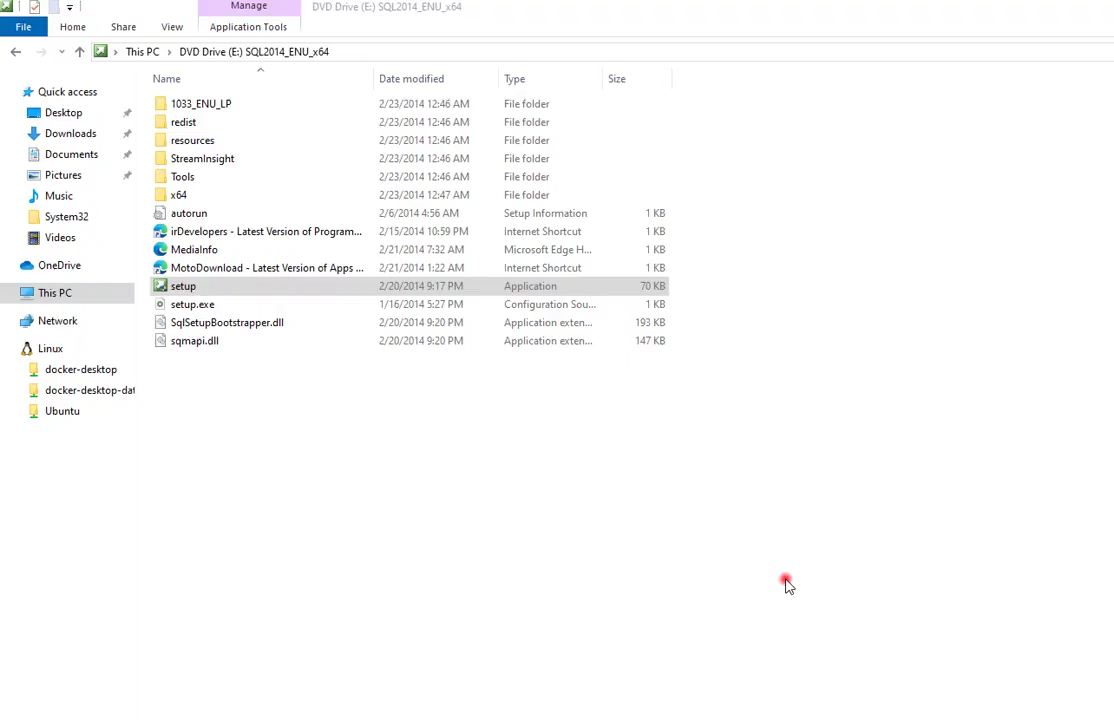 Manage
DVD Drive (E:) SQL2014_ENU_x64
File
Home
Share
View
Application Tools
This PC
DVD Drive (E:) SQL2014_ENU_x64
Name
Date modified
Type
Size
Quick access
Desktop
Downloads
Documents
Pictures
Music
System32
Videos
OneDrive
This PC
Network
Linux
docker-desktop
docker-desktop-dat
Ubuntu
1033_ENU_LP 2/23/2014 12:46 AM File folder
redist 2/23/2014 12:46 AM File folder
resources 2/23/2014 12:46 AM File folder
StreamInsight 2/23/2014 12:46 AM File folder
Tools 2/23/2014 12:46 AM File folder
x64 2/23/2014 12:47 AM File folder
autorun 2/6/2014 4:56 AM Setup Information 1 KB
irDevelopers - Latest Version of Program... 2/15/2014 10:59 PM Internet Shortcut 1 KB
MediaInfo 2/21/2014 7:32 AM Microsoft Edge H... 1 KB
MotoDownload - Latest Version of Apps ... 2/21/2014 1:22 AM Internet Shortcut 1 KB
setup 2/20/2014 9:17 PM Application 70 KB
setup.exe 1/16/2014 5:27 PM Configuration Sou... 1 KB
SqlSetupBootstrapper.dll 2/20/2014 9:20 PM Application exten... 193 KB
sqmapi.dll 2/20/2014 9:20 PM Application exten... 147 KB